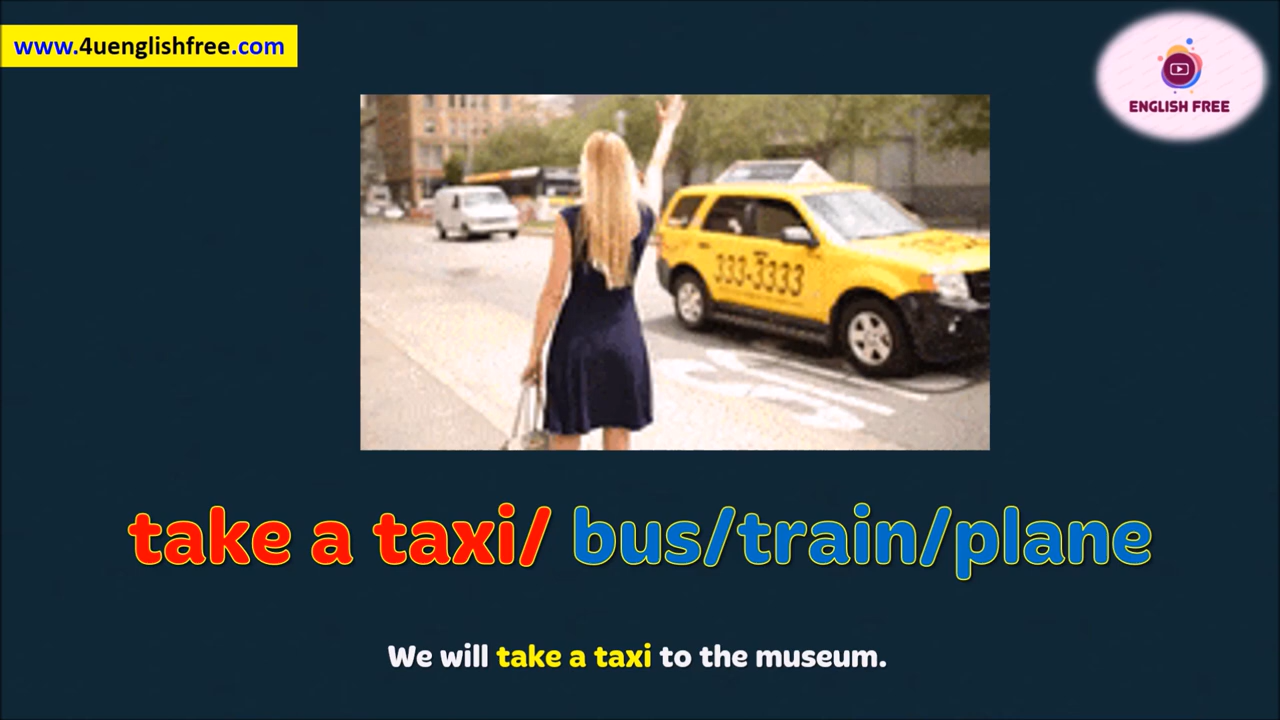 www.4uenglishfree.com
ENGLISH FREE
333-3333
take a taxi/ bus/train/plane
We will take a taxi to the museum.